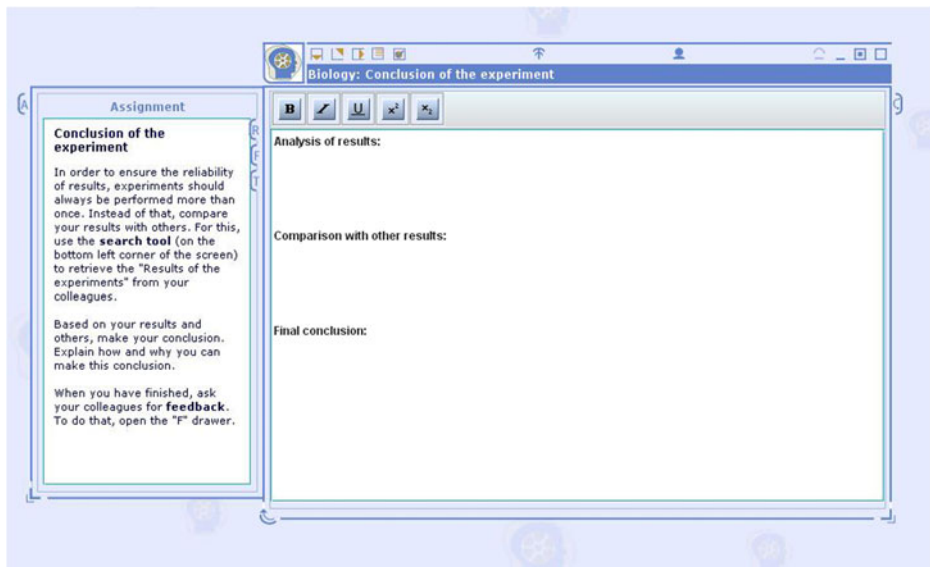 Biology: Conclusion of the experiment
A
Assignment
Conclusion of the
experiment
In order to ensure the reliability
of results, experiments should
always be performed more than
once. Instead of that, compare
your results with others. For this,
use the search tool (on the
bottom left corner of the screen)
to retrieve the "Results of the
experiments" from your
colleagues.
Based on your results and
others, make your conclusion.
Explain how and why you can
make this conclusion.
When you have finished, ask
your colleagues for feedback.
To do that, open the "F" drawer.
R
F
T
B I U x² x₂
Analysis of results:
Comparison with other results:
Final conclusion: